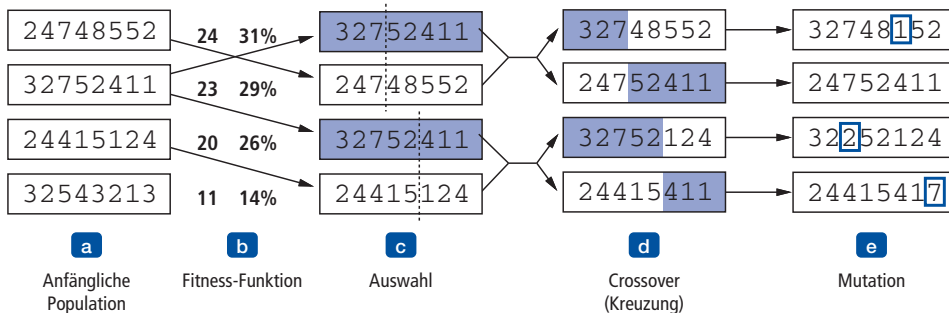 24748552 24 31% 32752411 32748552 32748152
32752411 23 29% 24748552 24752411 24752411
24415124 20 26% 32752411 32752124 32252124
32543213 11 14% 24415124 24415411 24415417
a b c d e
Anfängliche Fitness-Funktion Auswahl Crossover Mutation
Population (Kreuzung)